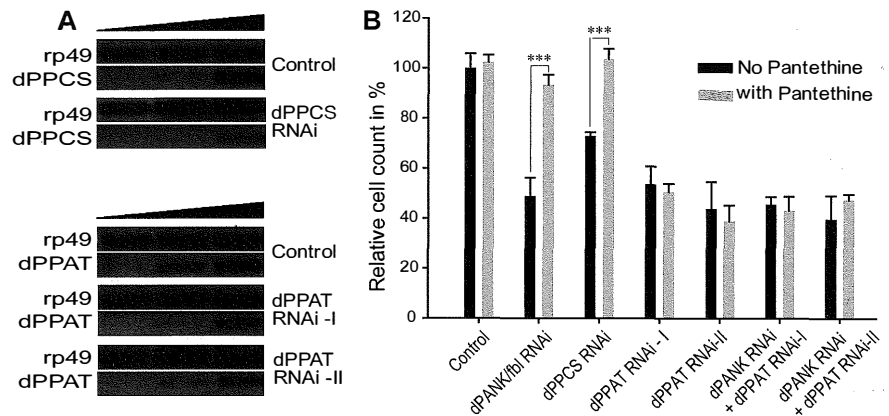 A
rp49
dPPCS
Control
rp49
dPPCS
dPPCS
RNAi
rp49
dPPAT
Control
rp49
dPPAT
dPPAT
RNAi -I
rp49
dPPAT
dPPAT
RNAi -II
B
Relative cell count in %
120
100
80
60
40
20
0
***
***
No Pantethine
with Pantethine
Control
dPANK/fbl RNAi
dPPCS RNAi
dPPAT RNAi - I
dPPAT RNAi-II
dPANK RNAi
+ dPPAT RNAi-I
dPANK RNAi
+ dPPAT RNAi-II